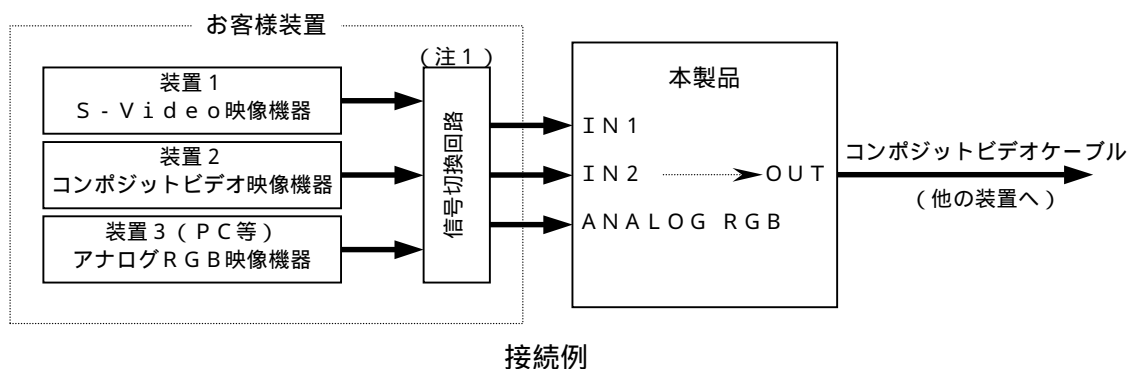 お客様装置
(注1)
装置1
S-Video映像機器
装置2
コンポジットビデオ映像機器
装置3(PC等)
アナログRGB映像機器
信号切換回路
本製品
IN1
IN2
OUT
ANALOG RGB
コンポジットビデオケーブル
(他の装置へ)
接続例